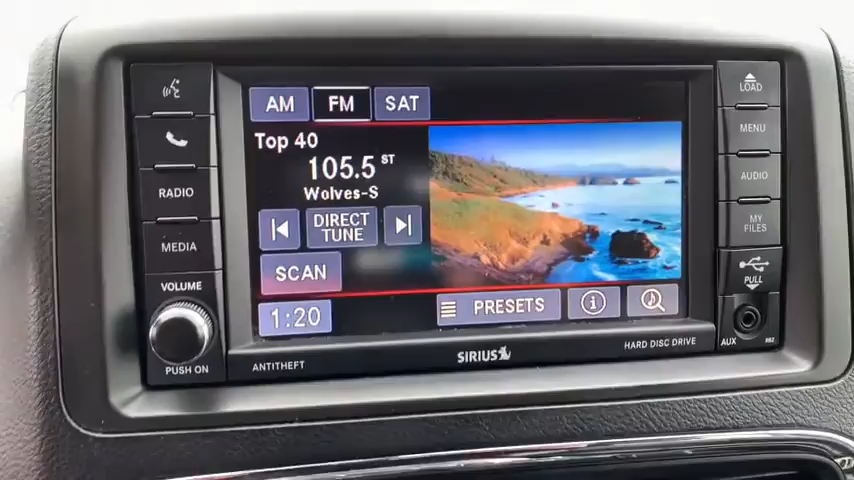 AM FM SAT
Top 40
105.5 ST
Wolves-S
DIRECT
TUNE
SCAN
1:20
PRESETS
RADIO
MEDIA
VOLUME
PUSH ON
ANTITHEFT
SIRIUS
HARD DISC DRIVE
LOAD
MENU
AUDIO
MY
FILES
PULL
AUX